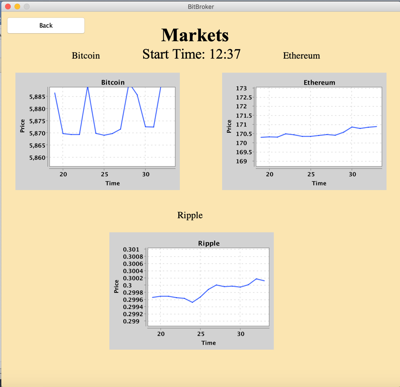 BitBroker
Back
Markets
Start Time: 12:37
Bitcoin
Ethereum
Bitcoin
5,885
5,880
5,875
5,870
5,865
5,860
Price
20 25 30
Time
Ethereum
173
172.5
172
171.5
171
170.5
170
169.5
169
Price
20 25 30
Time
Ripple
Ripple
0.301
0.3008
0.3006
0.3004
0.3002
0.3
0.2998
0.2996
0.2994
0.2992
0.299
Price
20 25 30
Time